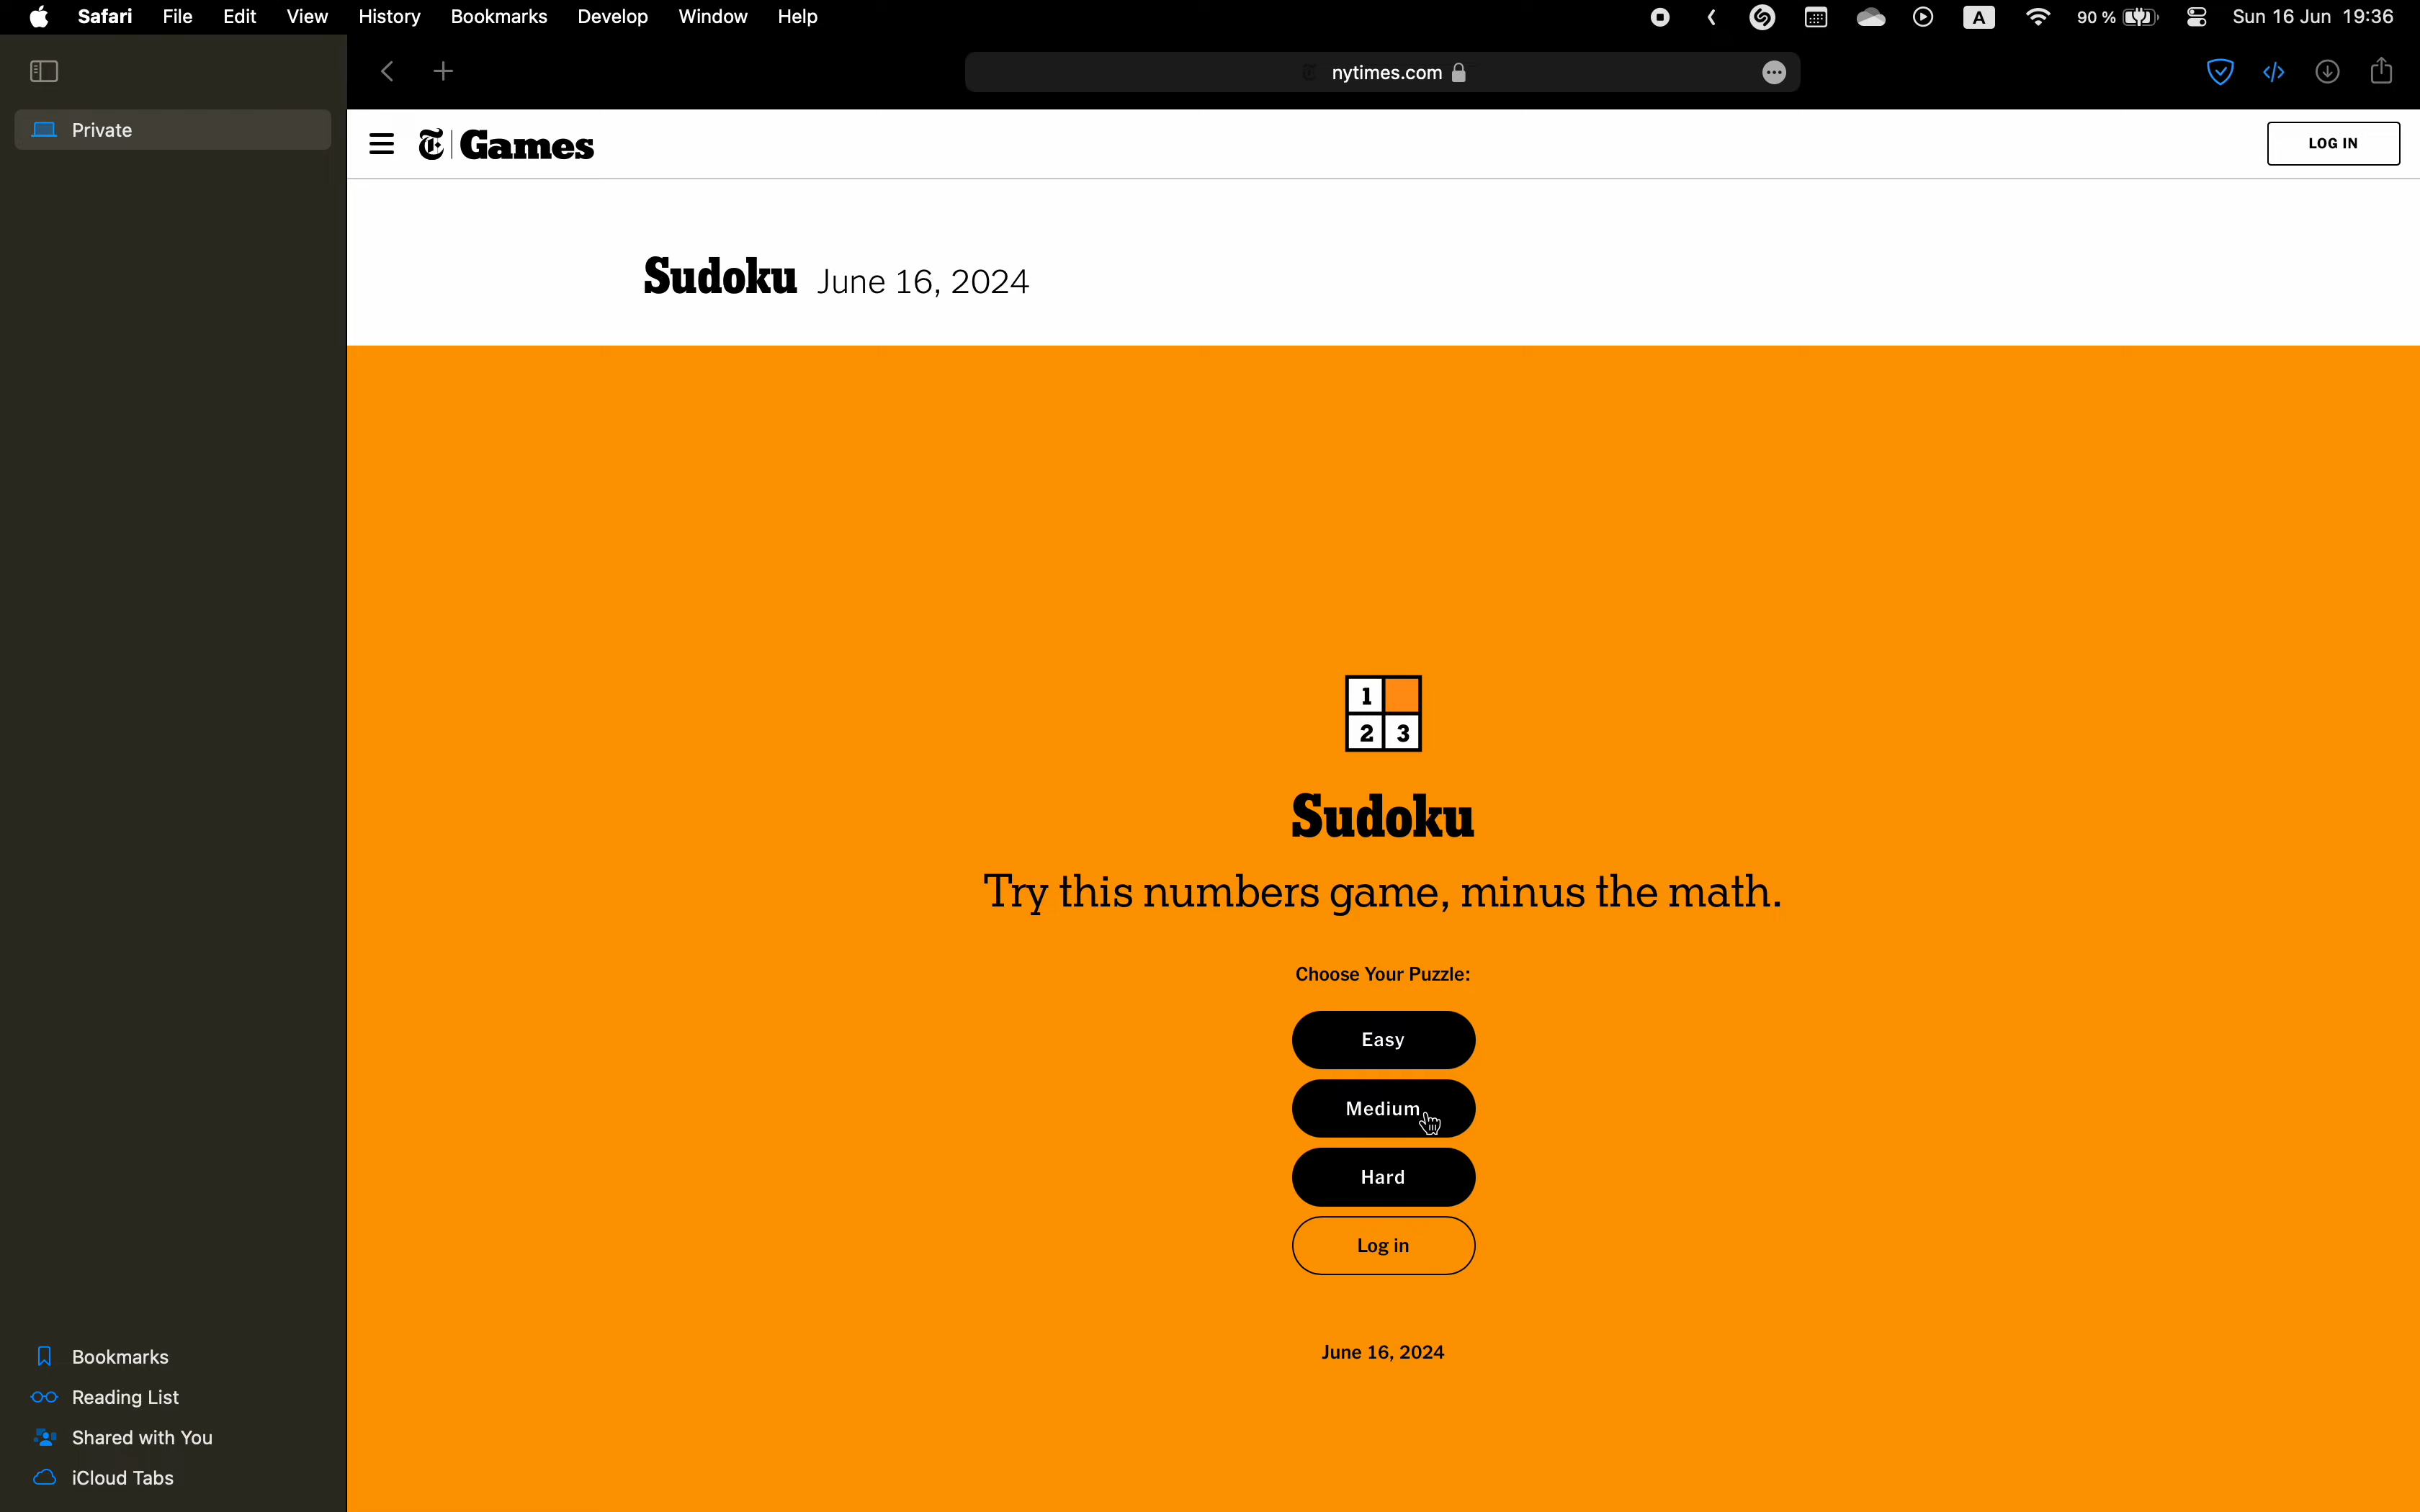 Safari File Edit View History Bookmarks Develop Window Help A 90 % Sun 16 Jun 19:36
nytimes.com
Private
T Games
LOG IN
Sudoku June 16, 2024
1
2 3
Sudoku
Try this numbers game, minus the math.
Choose Your Puzzle:
Easy
Medium
Hard
Log in
June 16, 2024
Bookmarks
Reading List
Shared with You
iCloud Tabs